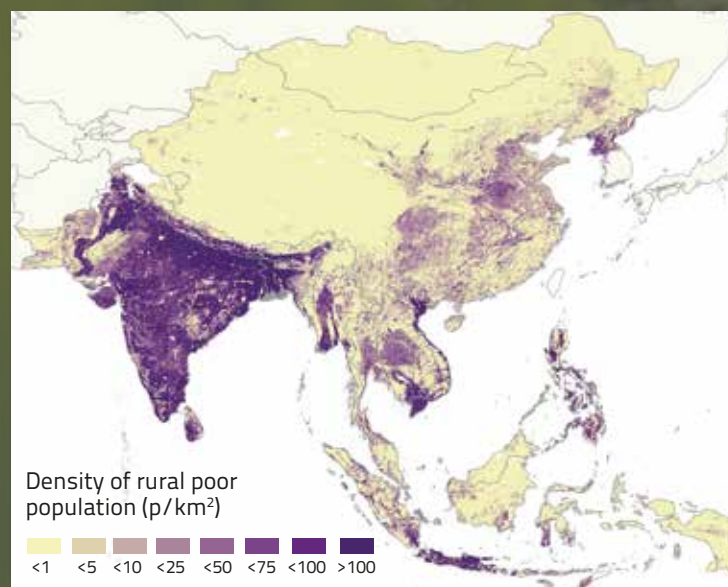 Density of rural poor
population (p/km²)
<1 <5 <10 <25 <50 <75 <100 >100